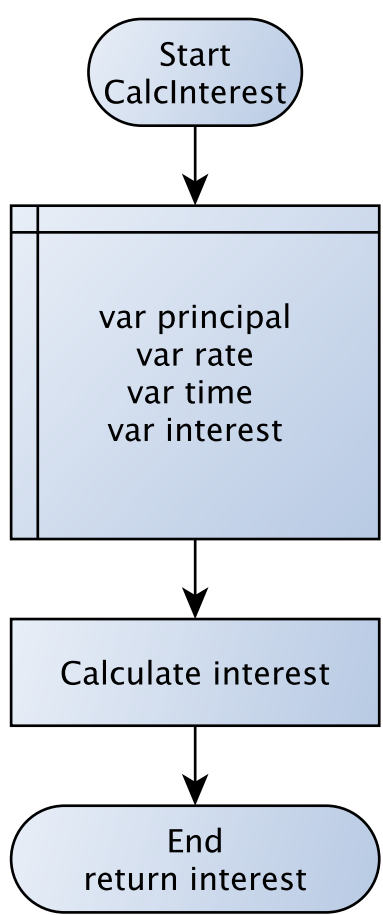 Start
CalcInterest
var principal
var rate
var time
var interest
Calculate interest
End
return interest